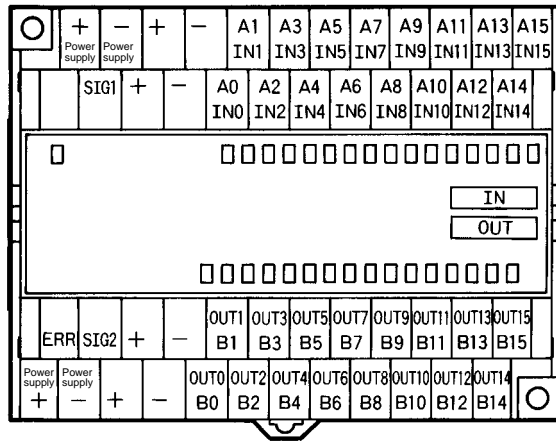 + − + − A1 A3 A5 A7 A9 A11 A13 A15
Power supply Power supply IN1 IN3 IN5 IN7 IN9 IN11 IN13 IN15
SIG1 + − A0 A2 A4 A6 A8 A10 A12 A14
IN0 IN2 IN4 IN6 IN8 IN10 IN12 IN14
IN
OUT
OUT1 OUT3 OUT5 OUT7 OUT9 OUT11 OUT13 OUT15
ERR SIG2 + − B1 B3 B5 B7 B9 B11 B13 B15
Power supply Power supply OUT0 OUT2 OUT4 OUT6 OUT8 OUT10 OUT12 OUT14
+ − + − B0 B2 B4 B6 B8 B10 B12 B14